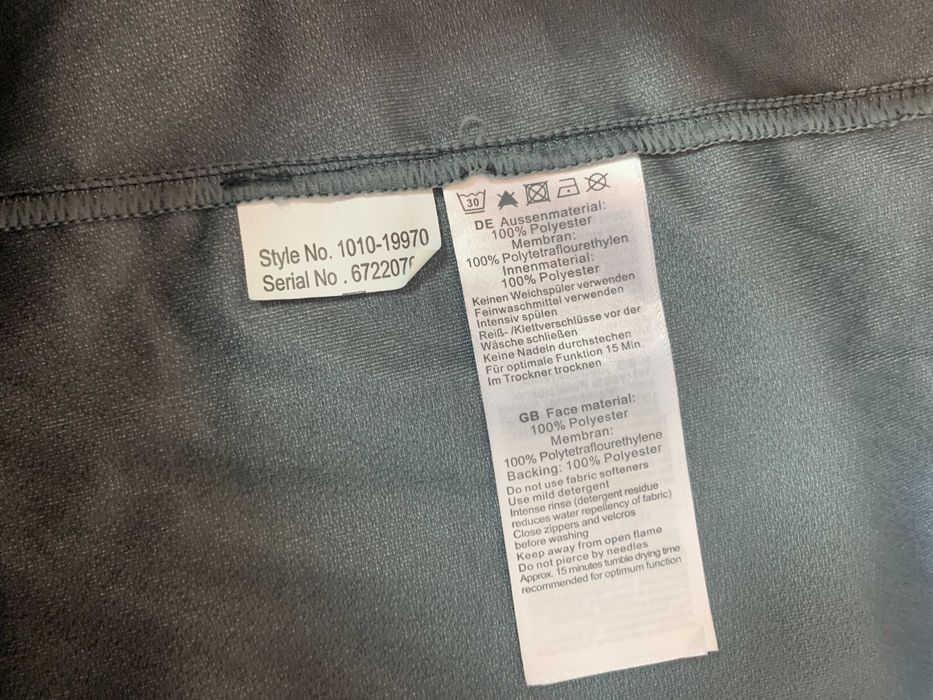 Style No. 1010-19970
Serial No . 672207
30
DE Aussenmaterial:
100% Polyester
Membran:
100% Polytetraflourethylen
Innenmaterial:
100% Polyester
Keinen Weichspüler verwenden
Feinwaschmittel verwenden
Intensiv spülen
Reiß- /Klettverschlüsse vor der
Wäsche schließen
Keine Nadeln durchstechen
Für optimale Funktion 15 Min.
Im Trockner trocknen
GB Face material:
100% Polyester
Membran:
100% Polytetraflourethylene
Backing: 100% Polyester
Do not use fabric softeners
Use mild detergent
Intense rinse (detergent residue
reduces water repellency of fabric)
Close zippers and velcros
before washing
Keep away from open flame
Do not pierce by needles
Approx. 15 minutes tumble drying time
recommended for optimum function